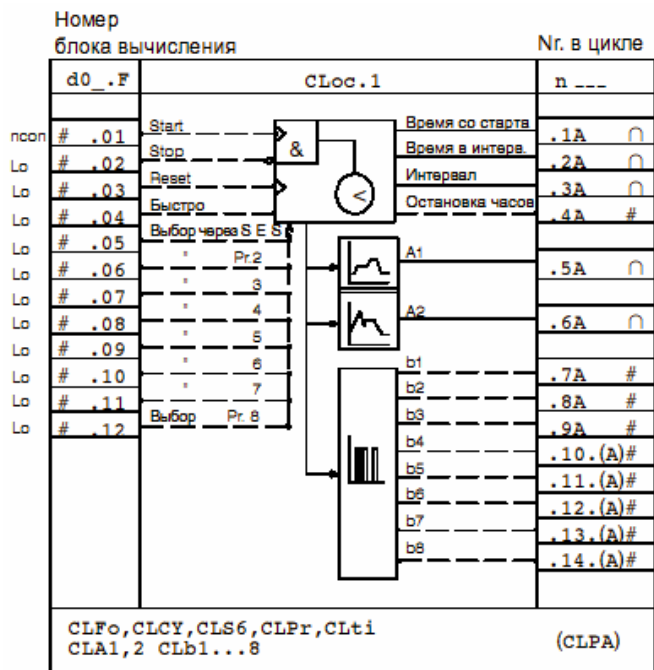 Номер
блока вычисления
Nr. в цикле
d0_.F CLoc.1 n ___
ncon # .01 Start Время со старта .1A ∩
Lo # .02 Stop & Время в интерв. .2A ∩
Lo # .03 Reset Интервал .3A ∩
Lo # .04 Быстро < Остановка часов .4A #
Lo # .05 Выбор через S E S
Lo # .06 " Pr.2 A1 .5A ∩
Lo # .07 " 3
Lo # .08 " 4 A2 .6A ∩
Lo # .09 " 5
Lo # .10 " 6 b1 .7A #
Lo # .11 " 7 b2 .8A #
Lo # .12 Выбор Pr. 8 b3 .9A #
b4 .10.(A)#
b5 .11.(A)#
b6 .12.(A)#
b7 .13.(A)#
b8 .14.(A)#
CLFo,CLCY,CLS6,CLPr,CLti
CLA1,2 CLb1...8
(CLPA)